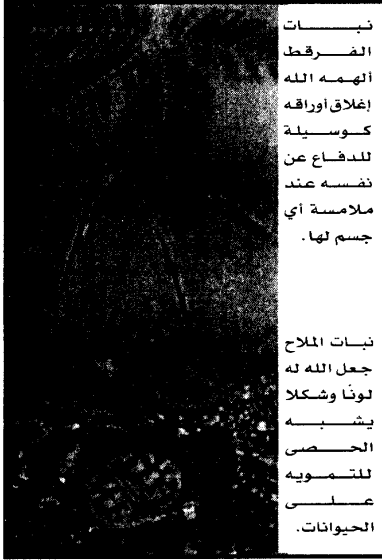 نبات
الفرقط
ألهمه الله
إغلاق أوراقه
كوسيلة
للدفاع عن
نفسه عند
ملامسة أي
جسم لها.
نبات الملاح
جعل الله له
لونًا وشكلا
يشبه
الحصى
للتمويه
على
الحيوانات.